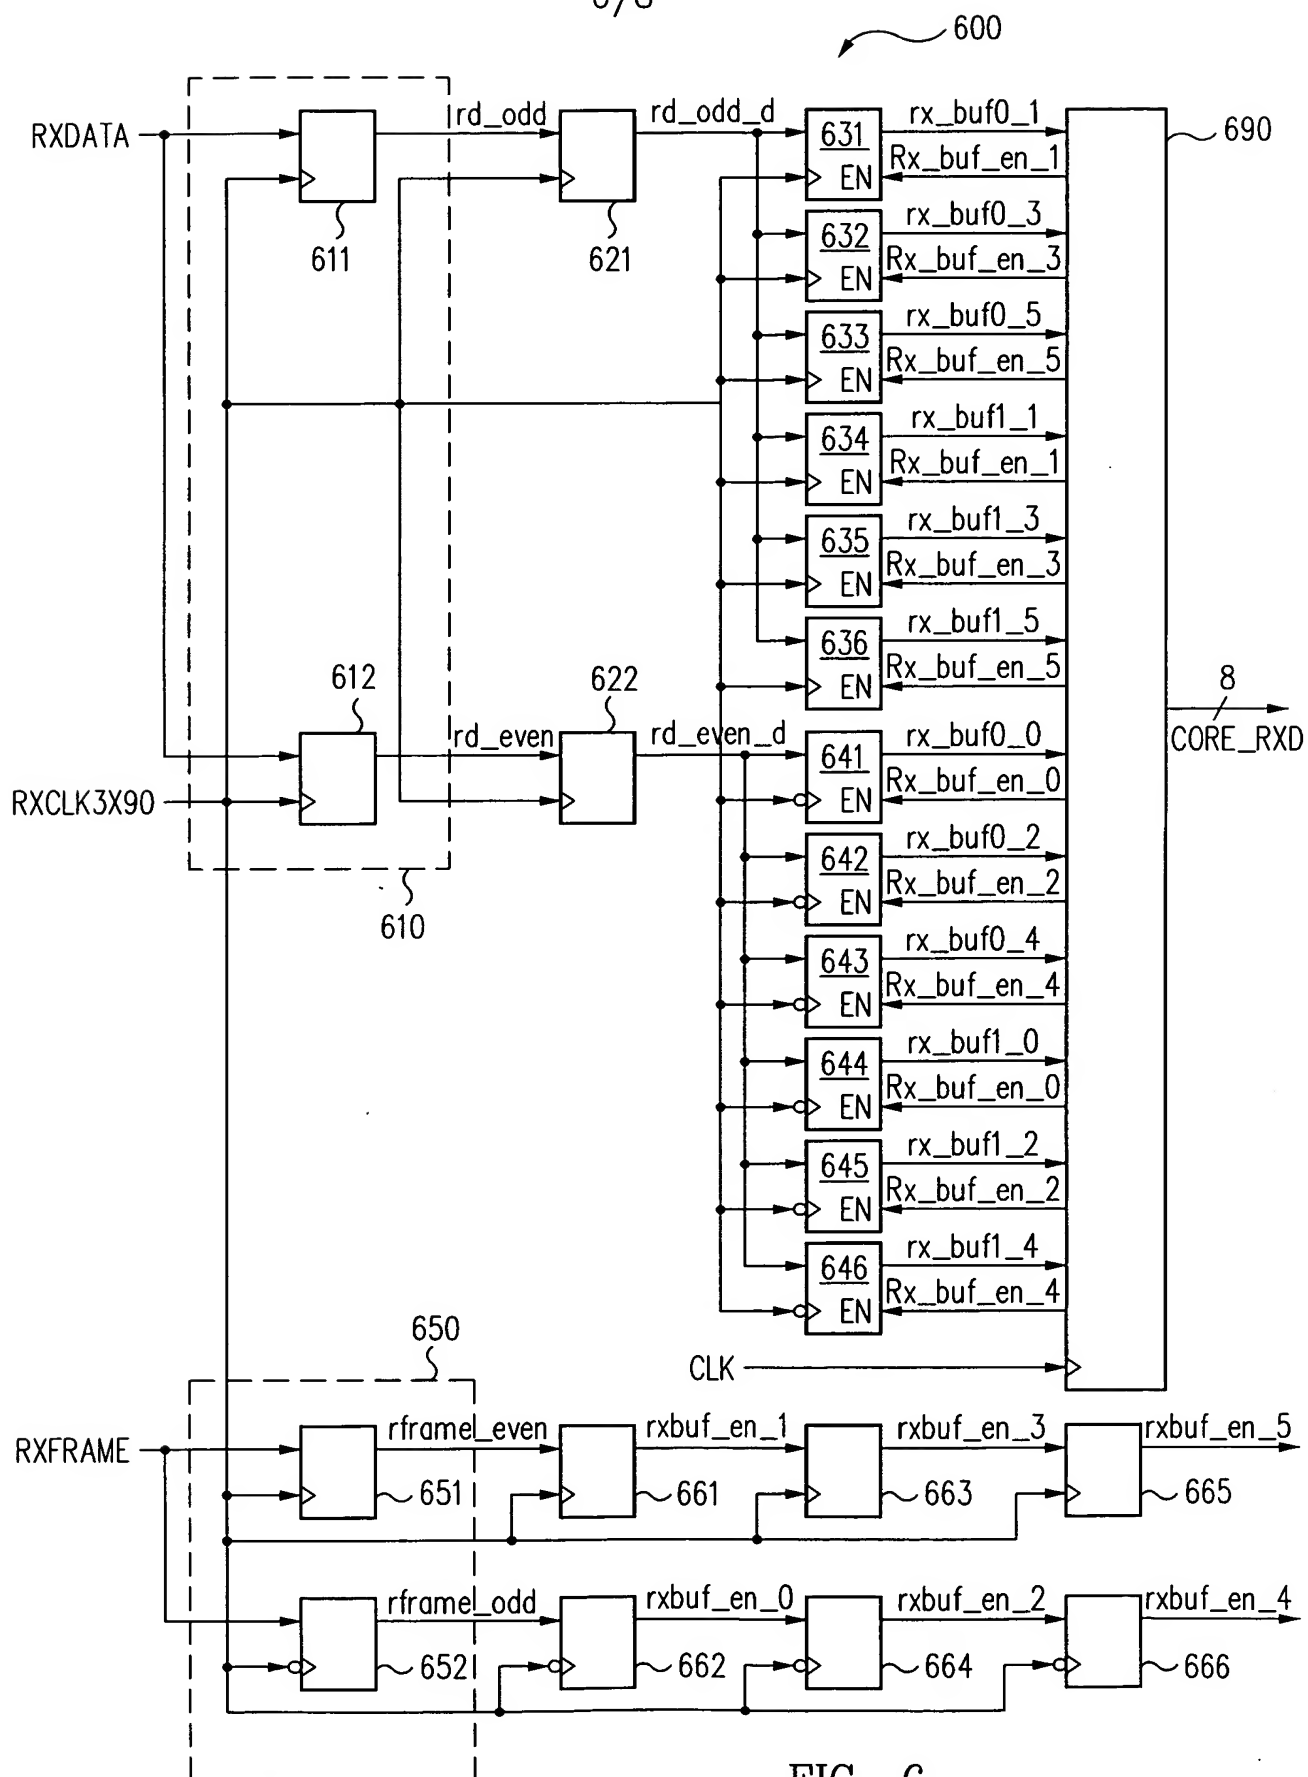 600
RXDATA
rd_odd
rd_odd_d
611
621
631
EN
rx_buf0_1
Rx_buf_en_1
690
632
EN
rx_buf0_3
Rx_buf_en_3
633
EN
rx_buf0_5
Rx_buf_en_5
634
EN
rx_buf1_1
Rx_buf_en_1
635
EN
rx_buf1_3
Rx_buf_en_3
636
EN
rx_buf1_5
Rx_buf_en_5
8
CORE_RXD
612
622
rd_even
rd_even_d
RXCLK3X90
610
641
EN
rx_buf0_0
Rx_buf_en_0
642
EN
rx_buf0_2
Rx_buf_en_2
643
EN
rx_buf0_4
Rx_buf_en_4
644
EN
rx_buf1_0
Rx_buf_en_0
645
EN
rx_buf1_2
Rx_buf_en_2
646
EN
rx_buf1_4
Rx_buf_en_4
CLK
650
RXFRAME
rframe_even
rxbuf_en_1
rxbuf_en_3
rxbuf_en_5
651
661
663
665
rframe_odd
rxbuf_en_0
rxbuf_en_2
rxbuf_en_4
652
662
664
666
FIG. 6